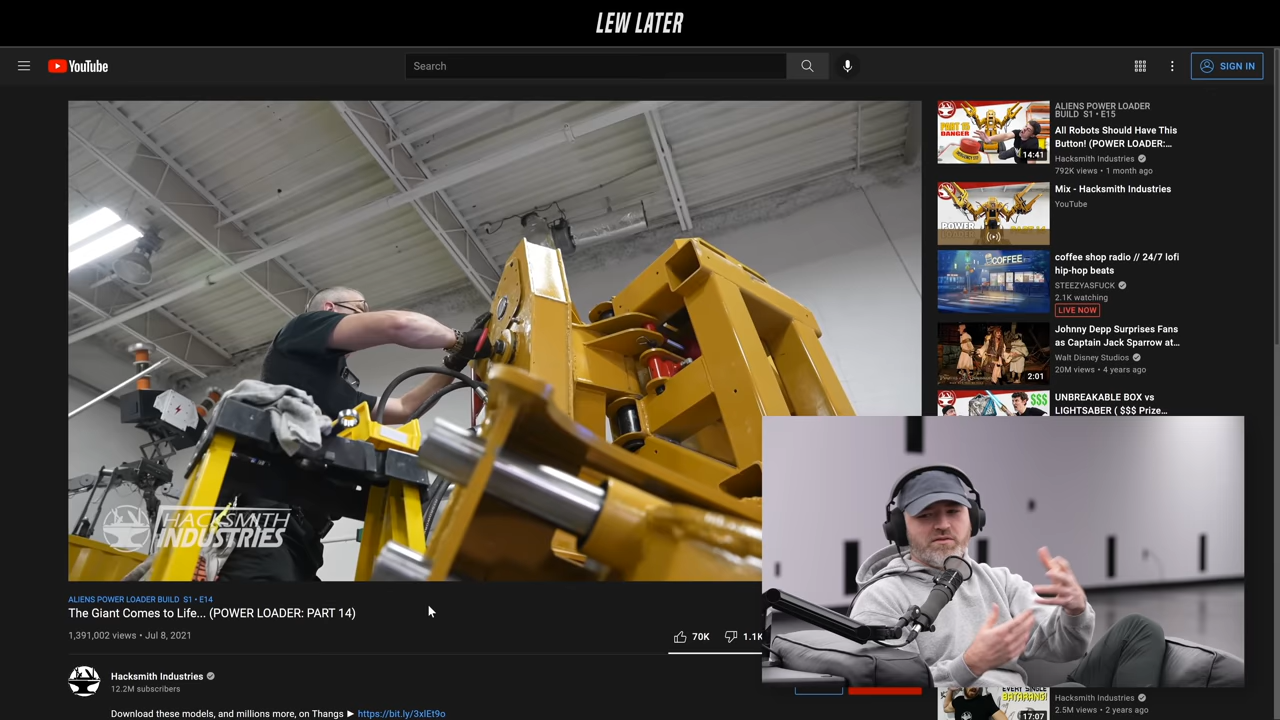 LEW LATER
YouTube
Search
SIGN IN
HACKSMITH
INDUSTRIES
ALIENS POWER LOADER BUILD S1 • E14
The Giant Comes to Life... (POWER LOADER: PART 14)
1,391,002 views • Jul 8, 2021
70K
1.1K
Hacksmith Industries
12.2M subscribers
Download these models, and millions more, on Thangs ► https://bit.ly/3xlEt9o
PART 15
DANGER
14:41
ALIENS POWER LOADER
BUILD S1 • E15
All Robots Should Have This
Button! (POWER LOADER:...
Hacksmith Industries
792K views • 1 month ago
POWER
Mix - Hacksmith Industries
YouTube
COFFEE
coffee shop radio // 24/7 lofi
hip-hop beats
STEEZYASFUCK
2.1K watching
LIVE NOW
2:01
Johnny Depp Surprises Fans
as Captain Jack Sparrow at...
Walt Disney Studios
20M views • 4 years ago
$$$
UNBREAKABLE BOX vs
LIGHTSABER ( $$$ Prize...
EVERY SINGLE
17:07
Hacksmith Industries
2.5M views • 2 years ago